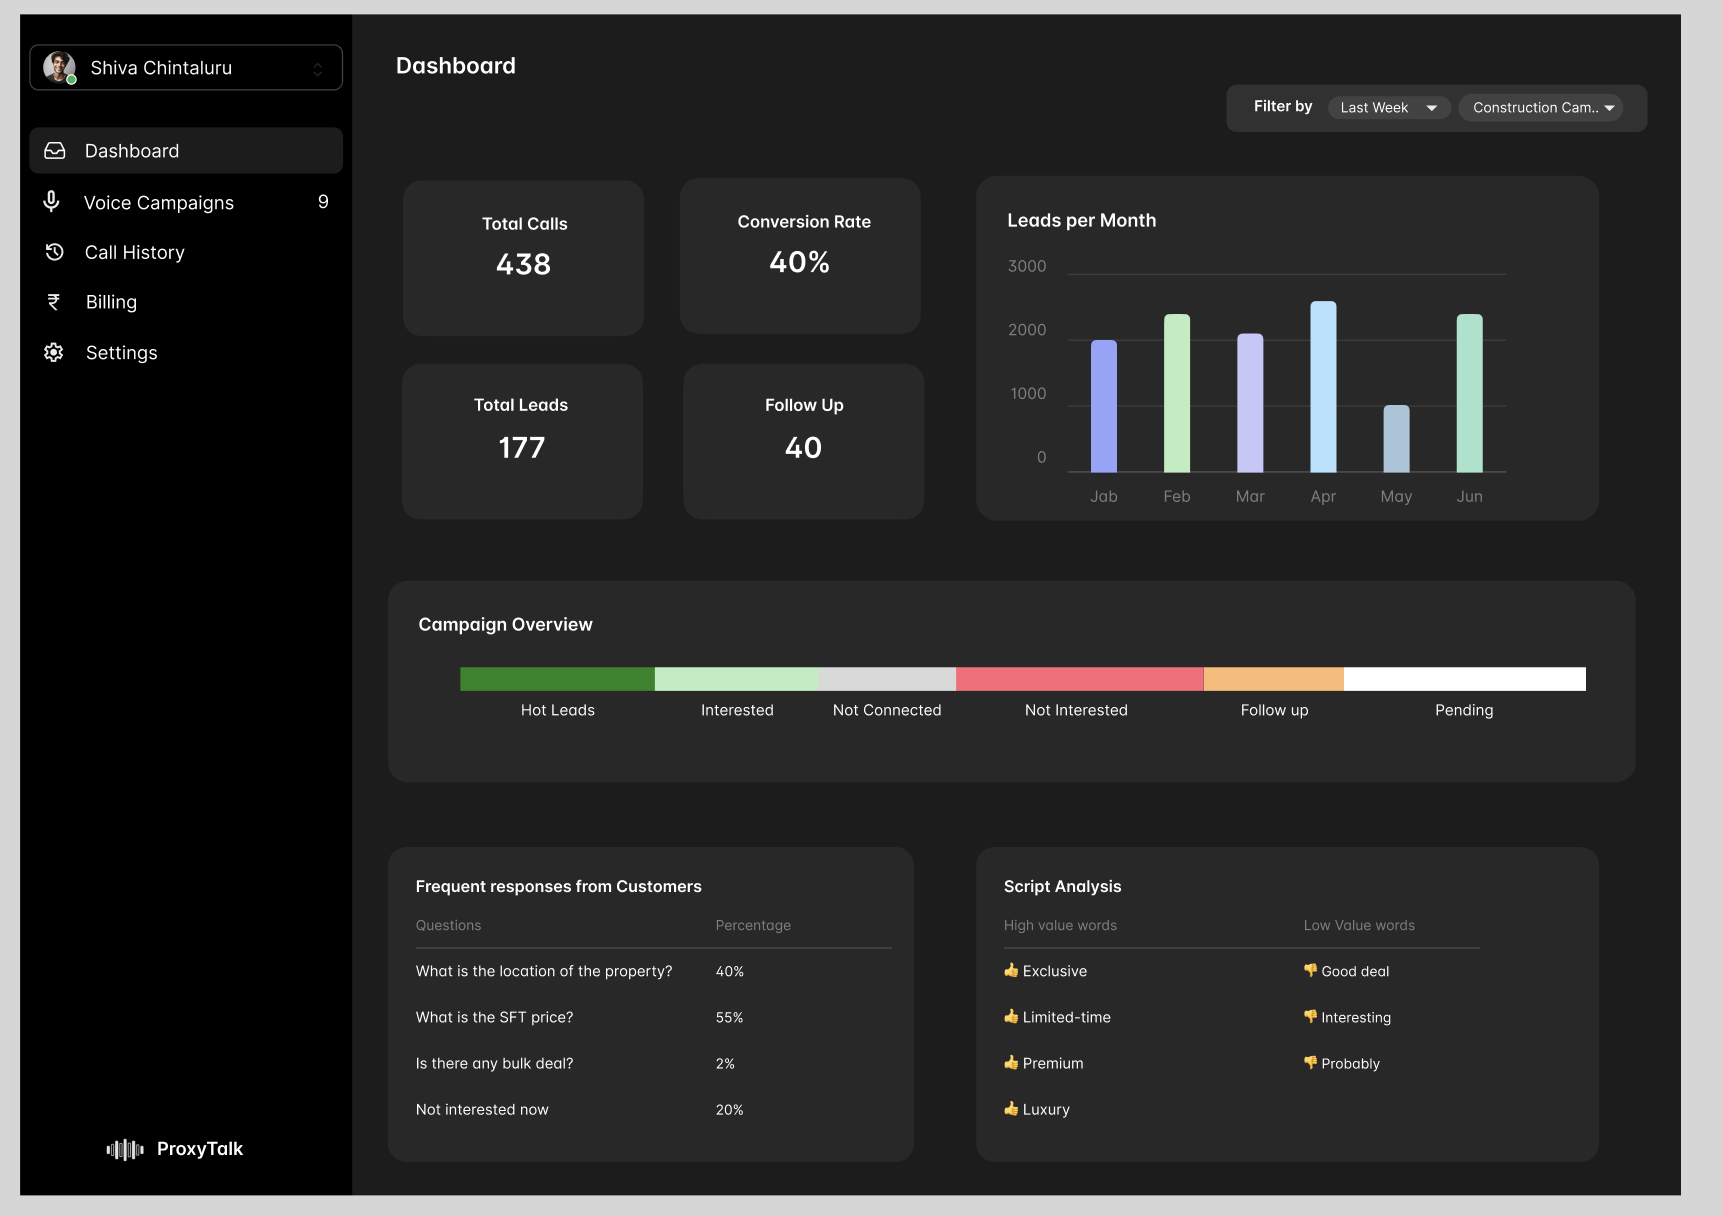 Shiva Chintaluru
Dashboard
Voice Campaigns 9
Call History
Billing
Settings
ProxyTalk
Dashboard
Filter by Last Week Construction Cam..
Total Calls
438
Conversion Rate
40%
Total Leads
177
Follow Up
40
Leads per Month
3000
2000
1000
0
Jab Feb Mar Apr May Jun
Campaign Overview
Hot Leads Interested Not Connected Not Interested Follow up Pending
Frequent responses from Customers
Questions Percentage
What is the location of the property? 40%
What is the SFT price? 55%
Is there any bulk deal? 2%
Not interested now 20%
Script Analysis
High value words Low Value words
👍 Exclusive 👎 Good deal
👍 Limited-time 👎 Interesting
👍 Premium 👎 Probably
👍 Luxury